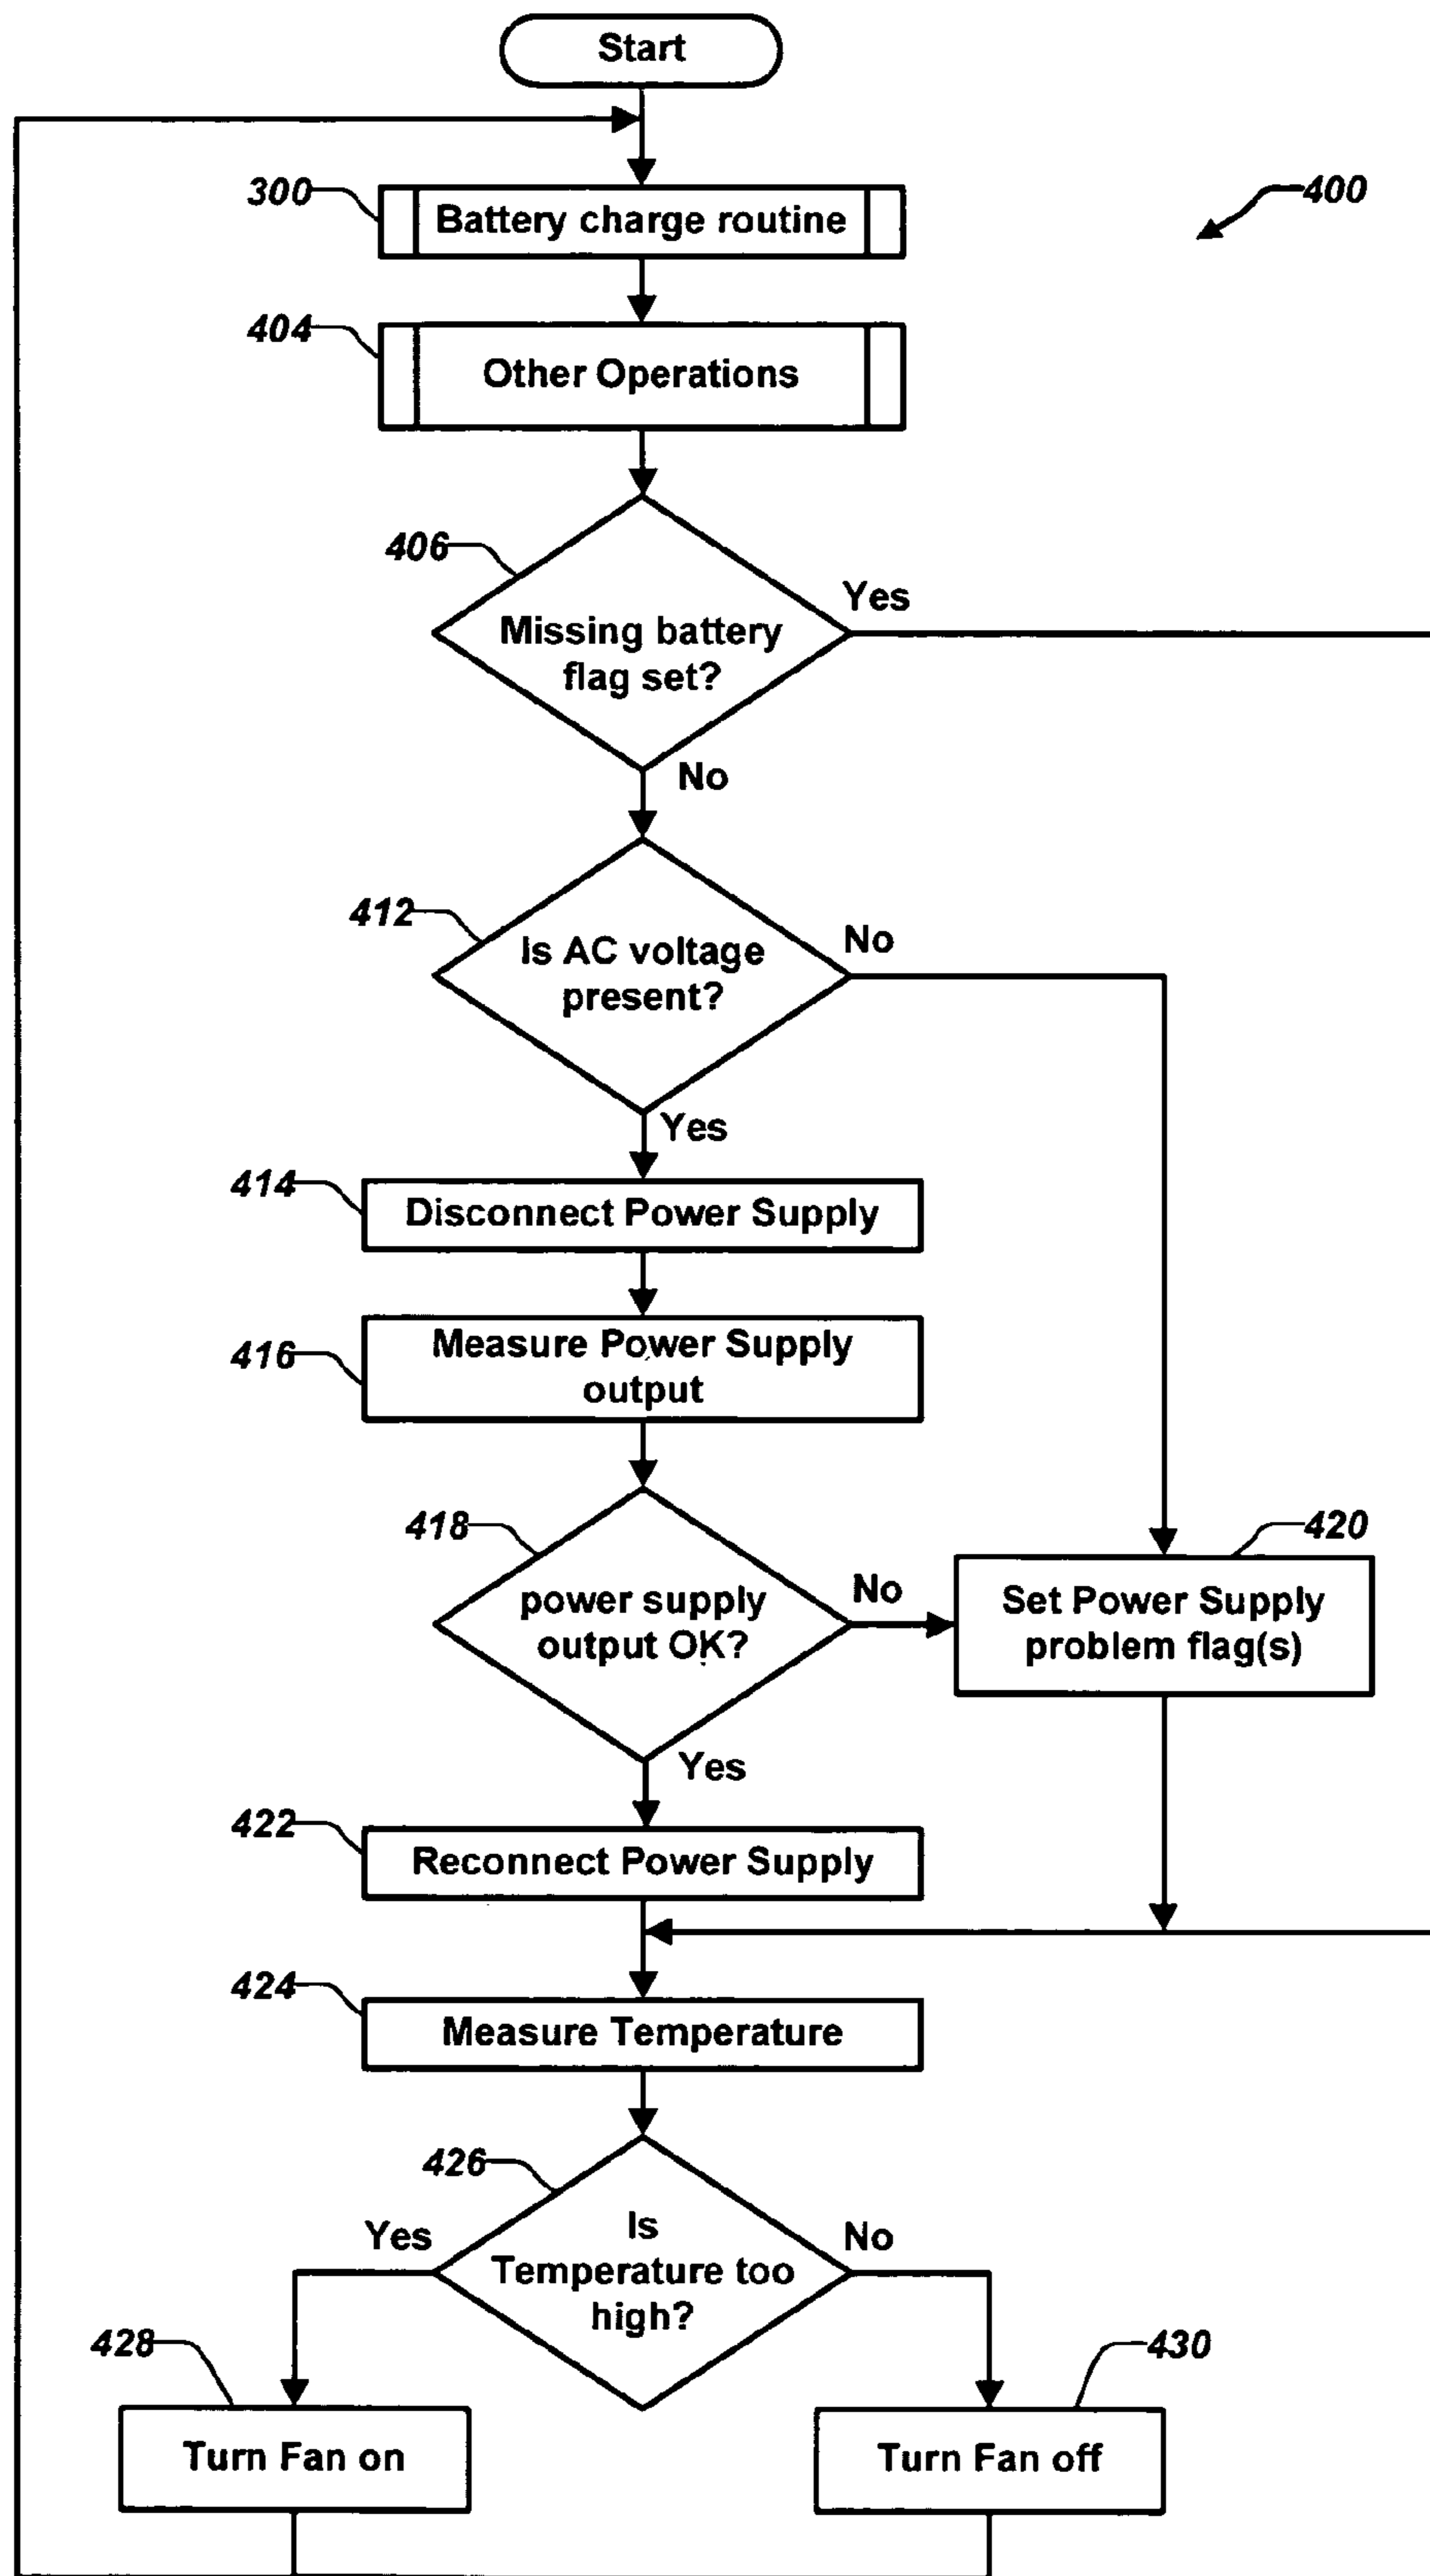 Start
300
Battery charge routine
400
404
Other Operations
406
Yes
Missing battery
flag set?
No
412
Is AC voltage
present?
No
Yes
414
Disconnect Power Supply
416
Measure Power Supply
output
418
power supply
output OK?
No
420
Set Power Supply
problem flag(s)
Yes
422
Reconnect Power Supply
424
Measure Temperature
426
Yes
Is
Temperature too
high?
No
428
Turn Fan on
430
Turn Fan off